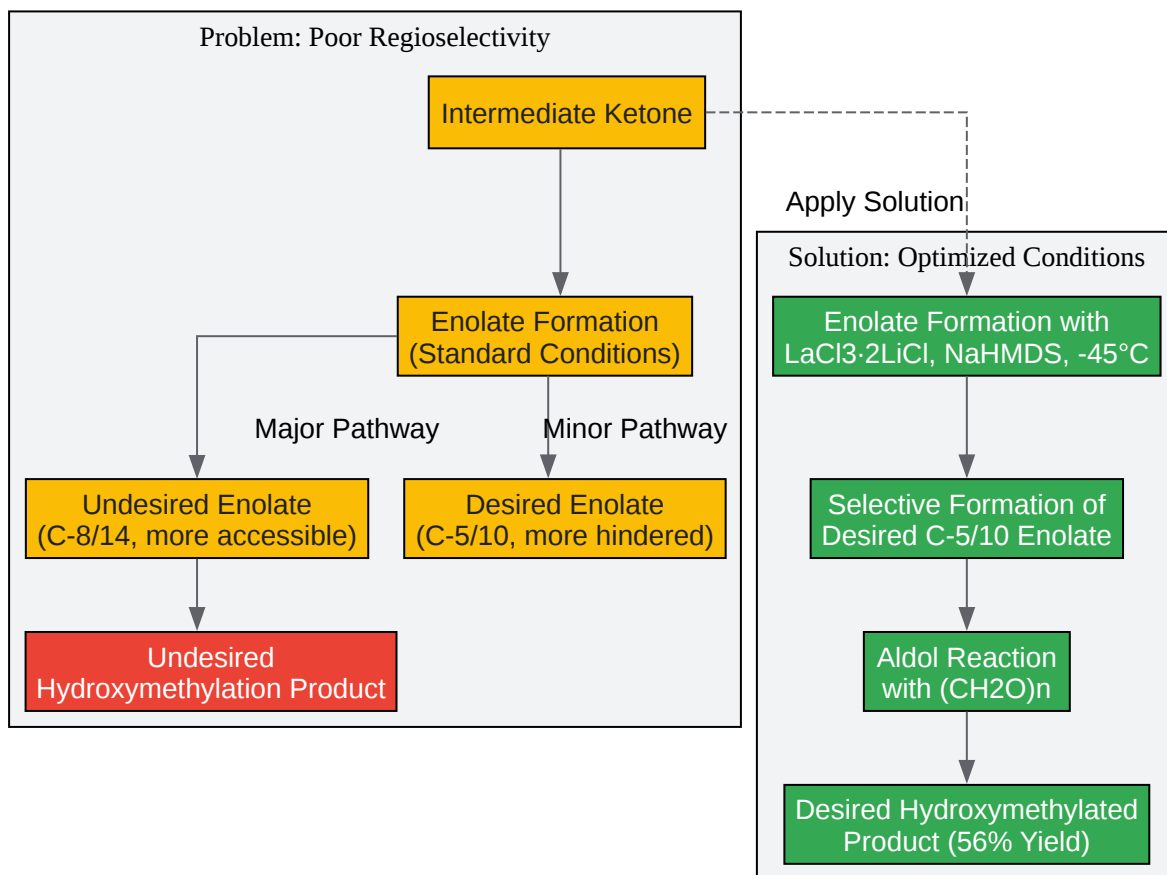 Problem: Poor Regioselectivity
Intermediate Ketone
Apply Solution
Solution: Optimized Conditions
Enolate Formation
(Standard Conditions)
Enolate Formation with
LaCl3·2LiCl, NaHMDS, -45°C
Major Pathway
Minor Pathway
Undesired Enolate
(C-8/14, more accessible)
Desired Enolate
(C-5/10, more hindered)
Selective Formation of
Desired C-5/10 Enolate
Undesired
Hydroxymethylation Product
Aldol Reaction
with (CH2O)n
Desired Hydroxymethylated
Product (56% Yield)